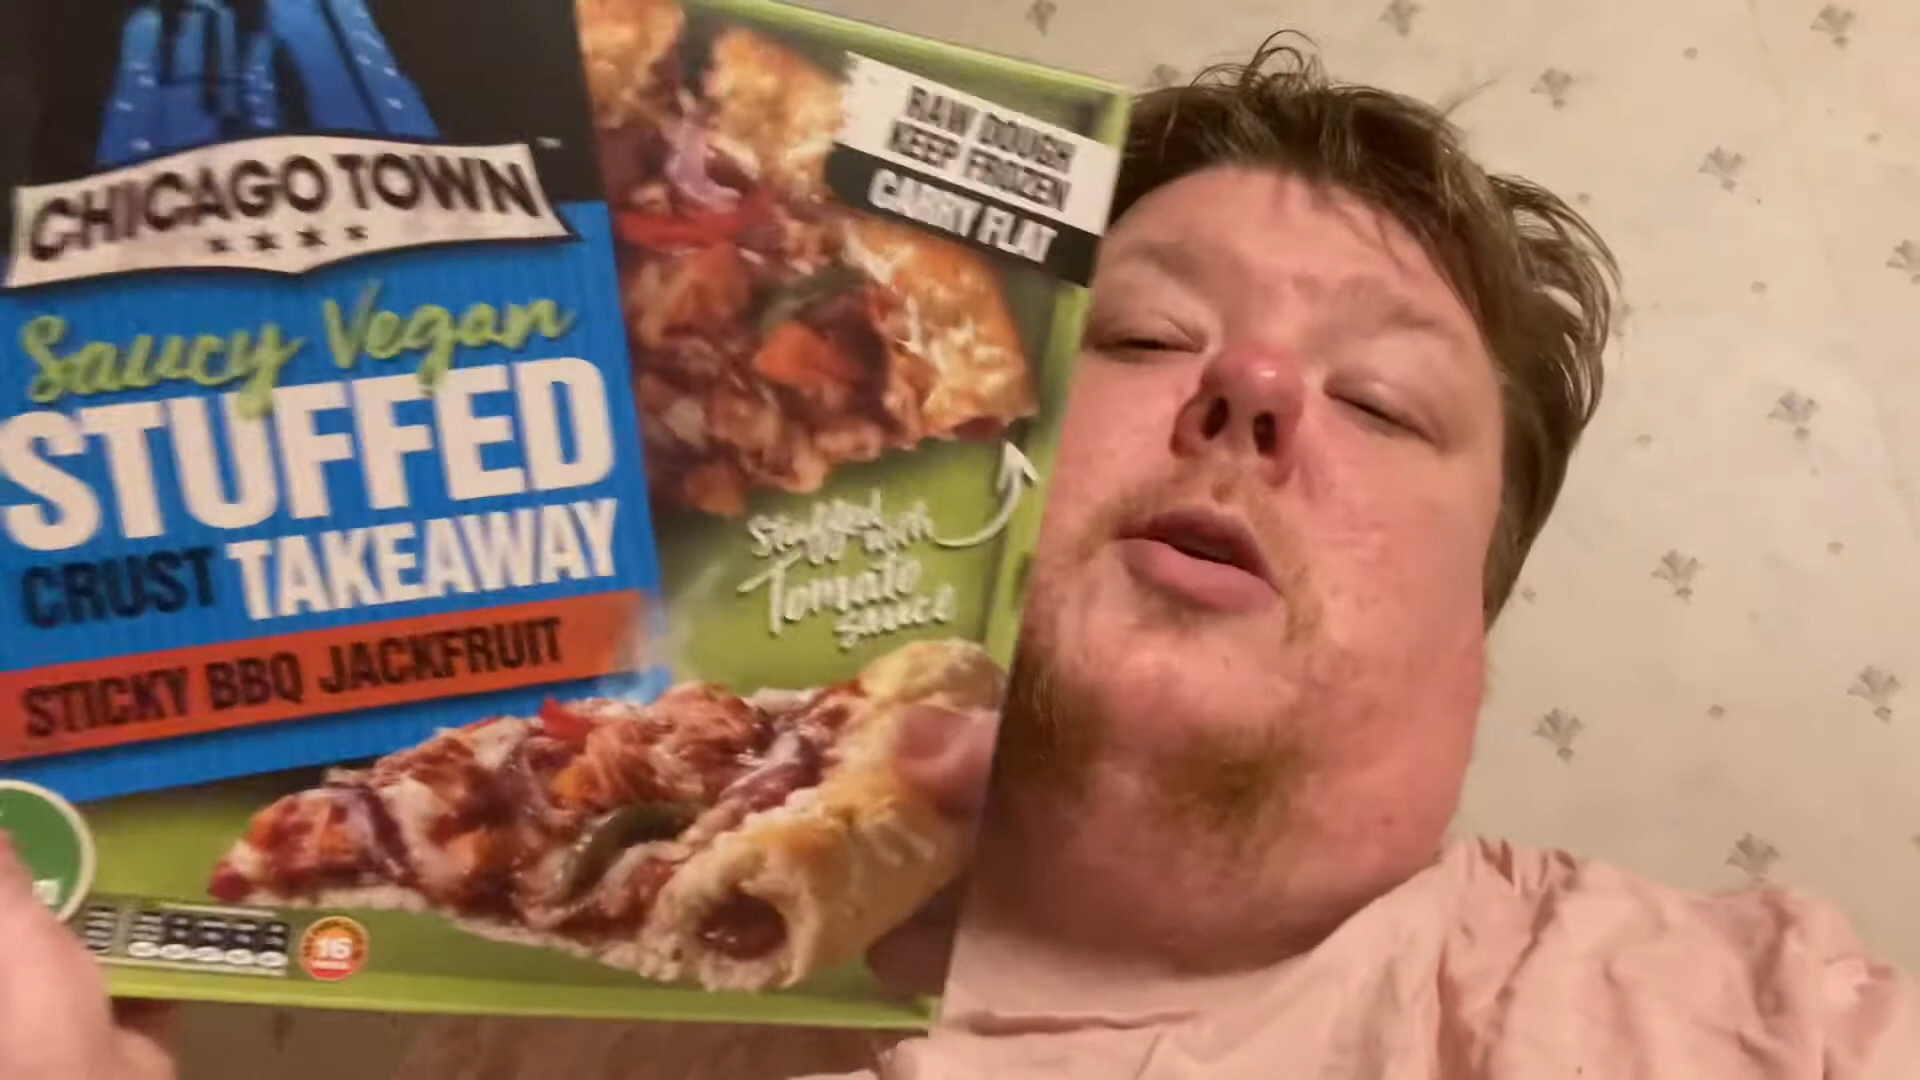 CHICAGO TOWN
Saucy Vegan
STUFFED
CRUST TAKEAWAY
STICKY BBQ JACKFRUIT
RAW DOUGH
KEEP FROZEN
CARRY FLAT
Stuffed with
Tomato
sauce
16